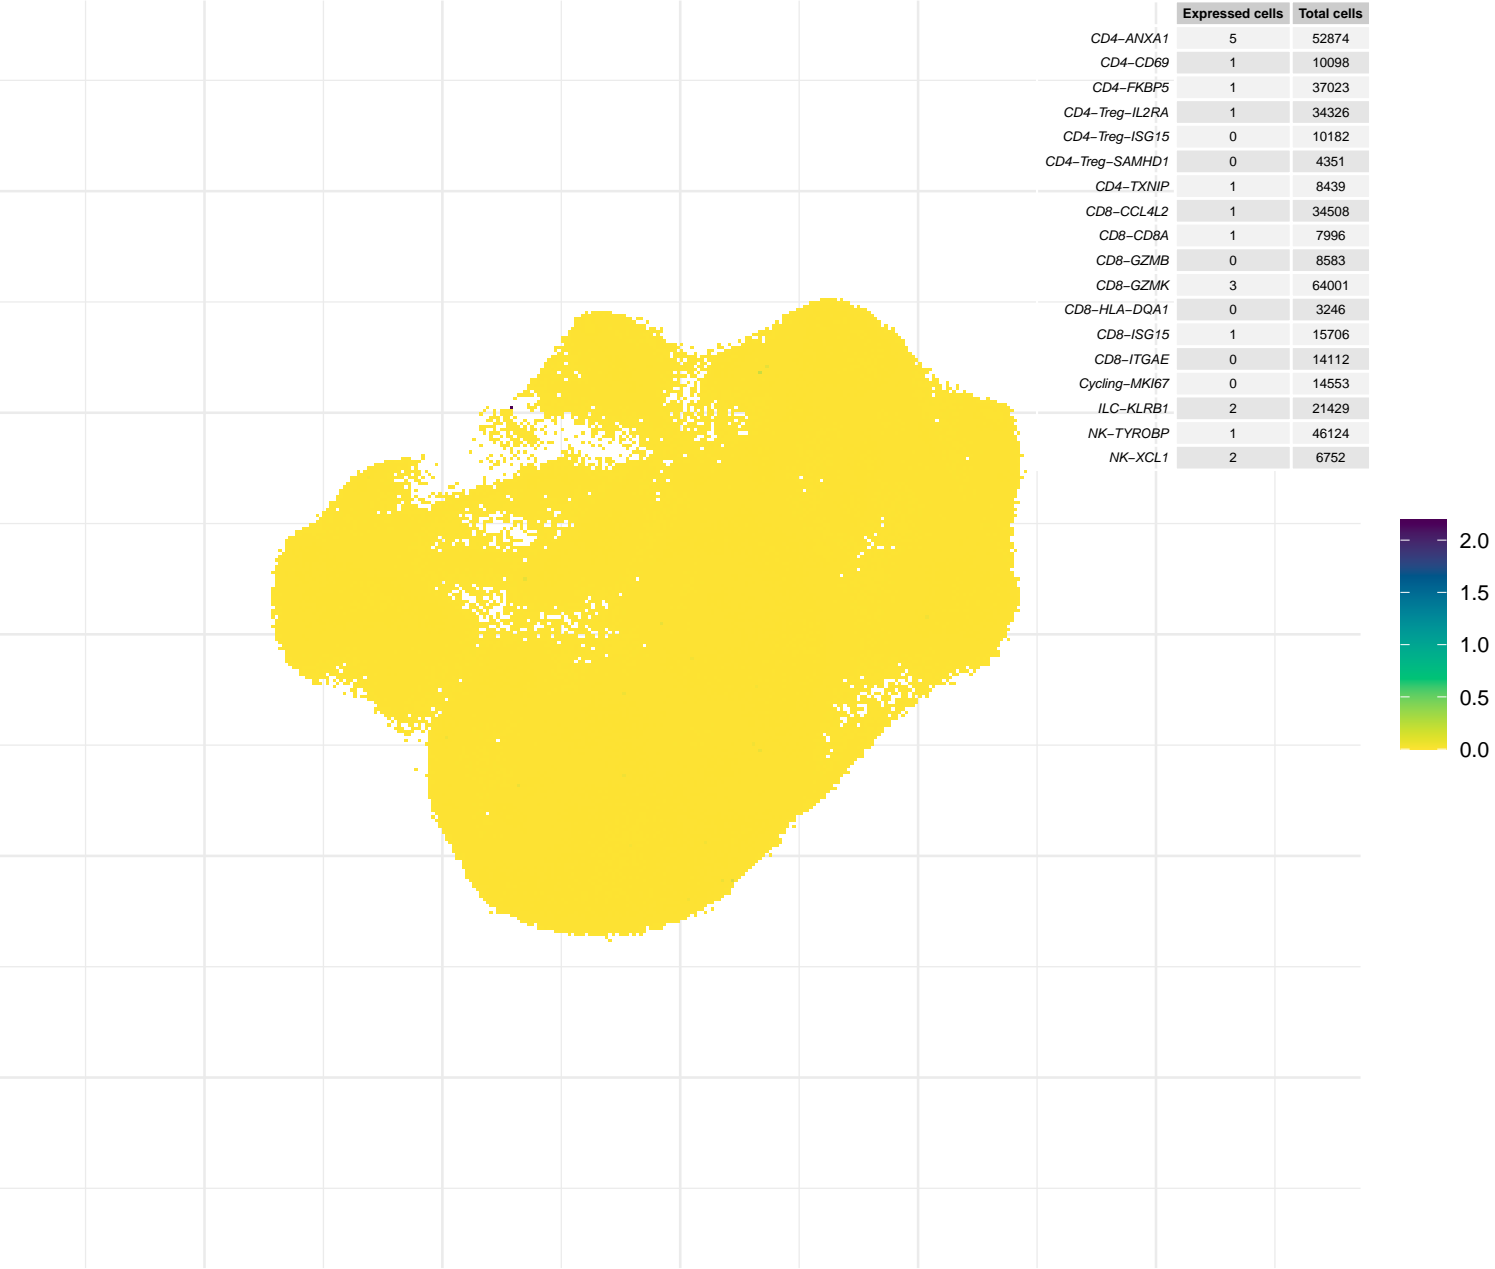 Expressed cells Total cells
CD4−ANXA1 5 52874
CD4−CD69 1 10098
CD4−FKBP5 1 37023
CD4−Treg−IL2RA 1 34326
CD4−Treg−ISG15 0 10182
CD4−Treg−SAMHD1 0 4351
CD4−TXNIP 1 8439
CD8−CCL4L2 1 34508
CD8−CD8A 1 7996
CD8−GZMB 0 8583
CD8−GZMK 3 64001
CD8−HLA−DQA1 0 3246
CD8−ISG15 1 15706
CD8−ITGAE 0 14112
Cycling−MKI67 0 14553
ILC−KLRB1 2 21429
NK−TYROBP 1 46124
NK−XCL1 2 6752
2.0
1.5
1.0
0.5
0.0